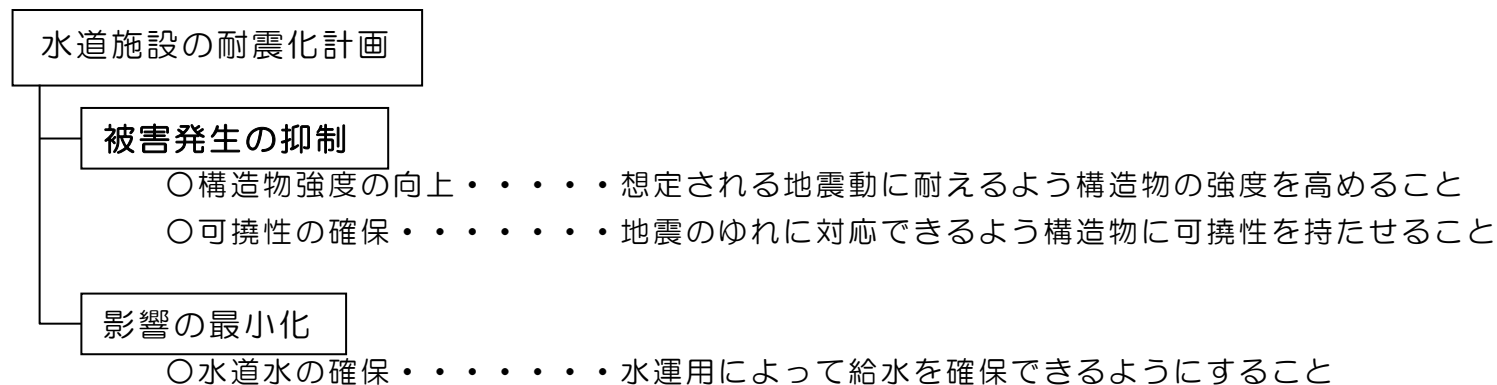 水道施設の耐震化計画
被害発生の抑制
○構造物強度の向上・・・・・想定される地震動に耐えるよう構造物の強度を高めること
○可撓性の確保・・・・・・・地震のゆれに対応できるよう構造物に可撓性を持たせること
影響の最小化
○水道水の確保・・・・・・・水運用によって給水を確保できるようにすること